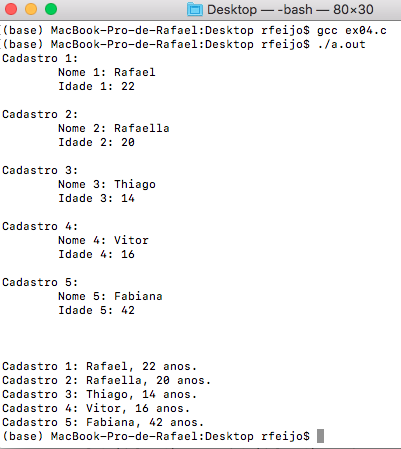 Desktop — -bash — 80×30
(base) MacBook-Pro-de-Rafael:Desktop rfeijo$ gcc ex04.c
(base) MacBook-Pro-de-Rafael:Desktop rfeijo$ ./a.out
Cadastro 1:
Nome 1: Rafael
Idade 1: 22
Cadastro 2:
Nome 2: Rafaella
Idade 2: 20
Cadastro 3:
Nome 3: Thiago
Idade 3: 14
Cadastro 4:
Nome 4: Vitor
Idade 4: 16
Cadastro 5:
Nome 5: Fabiana
Idade 5: 42
Cadastro 1: Rafael, 22 anos.
Cadastro 2: Rafaella, 20 anos.
Cadastro 3: Thiago, 14 anos.
Cadastro 4: Vitor, 16 anos.
Cadastro 5: Fabiana, 42 anos.
(base) MacBook-Pro-de-Rafael:Desktop rfeijo$